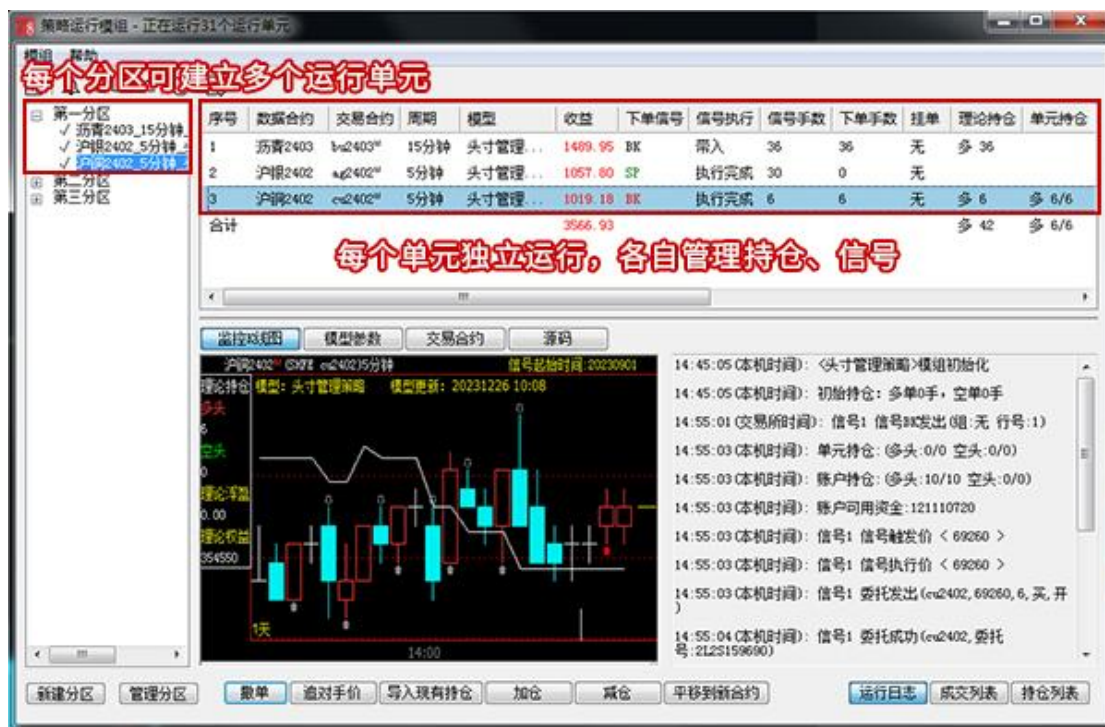 策略运行模组 - 正在运行31个运行单元
模组 帮助
每个分区可建立多个运行单元
第一分区
✓ 沥青2403_15分钟_
✓ 沪银2402_5分钟_
✓ 沪铜2402_5分钟_
第二分区
第三分区
序号 数据合约 交易合约 周期 模型 收益 下单信号 信号执行 信号手数 下单手数 挂单 理论持仓 单元持仓
1 沥青2403 bu2403 15分钟 头寸管理... 1489.95 BK 带入 36 36 无 多 36
2 沪银2402 ag2402 5分钟 头寸管理... 1057.80 SP 执行完成 30 0 无
3 沪铜2402 cu2402 5分钟 头寸管理... 1019.18 BK 执行完成 6 6 无 多 6 多 6/6
合计 3566.93 多 42 多 6/6
每个单元独立运行，各自管理持仓、信号
监控K线图 模型参数 交易合约 源码
沪铜2402 (SHFE cu2402)5分钟 信号起始时间:20230901
理论持仓 模型: 头寸管理策略 模型更新: 20231226 10:08
多头
6
空头
0
理论浮盈
0.00
理论权益
354550
1天
14:00
14:45:05(本机时间): <头寸管理策略>模组初始化
14:45:05(本机时间): 初始持仓: 多单0手, 空单0手
14:55:01(交易所时间): 信号1 信号BK发出(组:无 行号:1)
14:55:03(本机时间): 单元持仓: (多头:0/0 空头:0/0)
14:55:03(本机时间): 账户持仓: (多头:10/10 空头:0/0)
14:55:03(本机时间): 账户可用资金:121110720
14:55:03(本机时间): 信号1 信号触发价 < 69260 >
14:55:03(本机时间): 信号1 信号执行价 < 69260 >
14:55:03(本机时间): 信号1 委托发出(cu2402,69260,6,买,开
)
14:55:04(本机时间): 信号1 委托成功(cu2402,委托
号:2L2S159690)
新建分区 管理分区 撤单 追对手价 导入现有持仓 加仓 减仓 平移到新合约 运行日志 成交列表 持仓列表